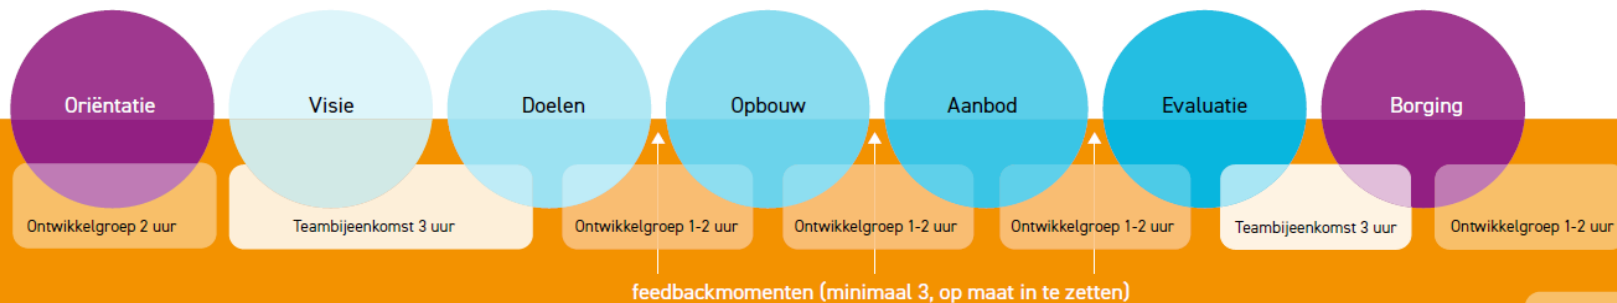 Oriëntatie
Visie
Doelen
Opbouw
Aanbod
Evaluatie
Borging
Ontwikkelgroep 2 uur
Teambijeenkomst 3 uur
Ontwikkelgroep 1-2 uur
Ontwikkelgroep 1-2 uur
Ontwikkelgroep 1-2 uur
Teambijeenkomst 3 uur
Ontwikkelgroep 1-2 uur
feedbackmomenten (minimaal 3, op maat in te zetten)